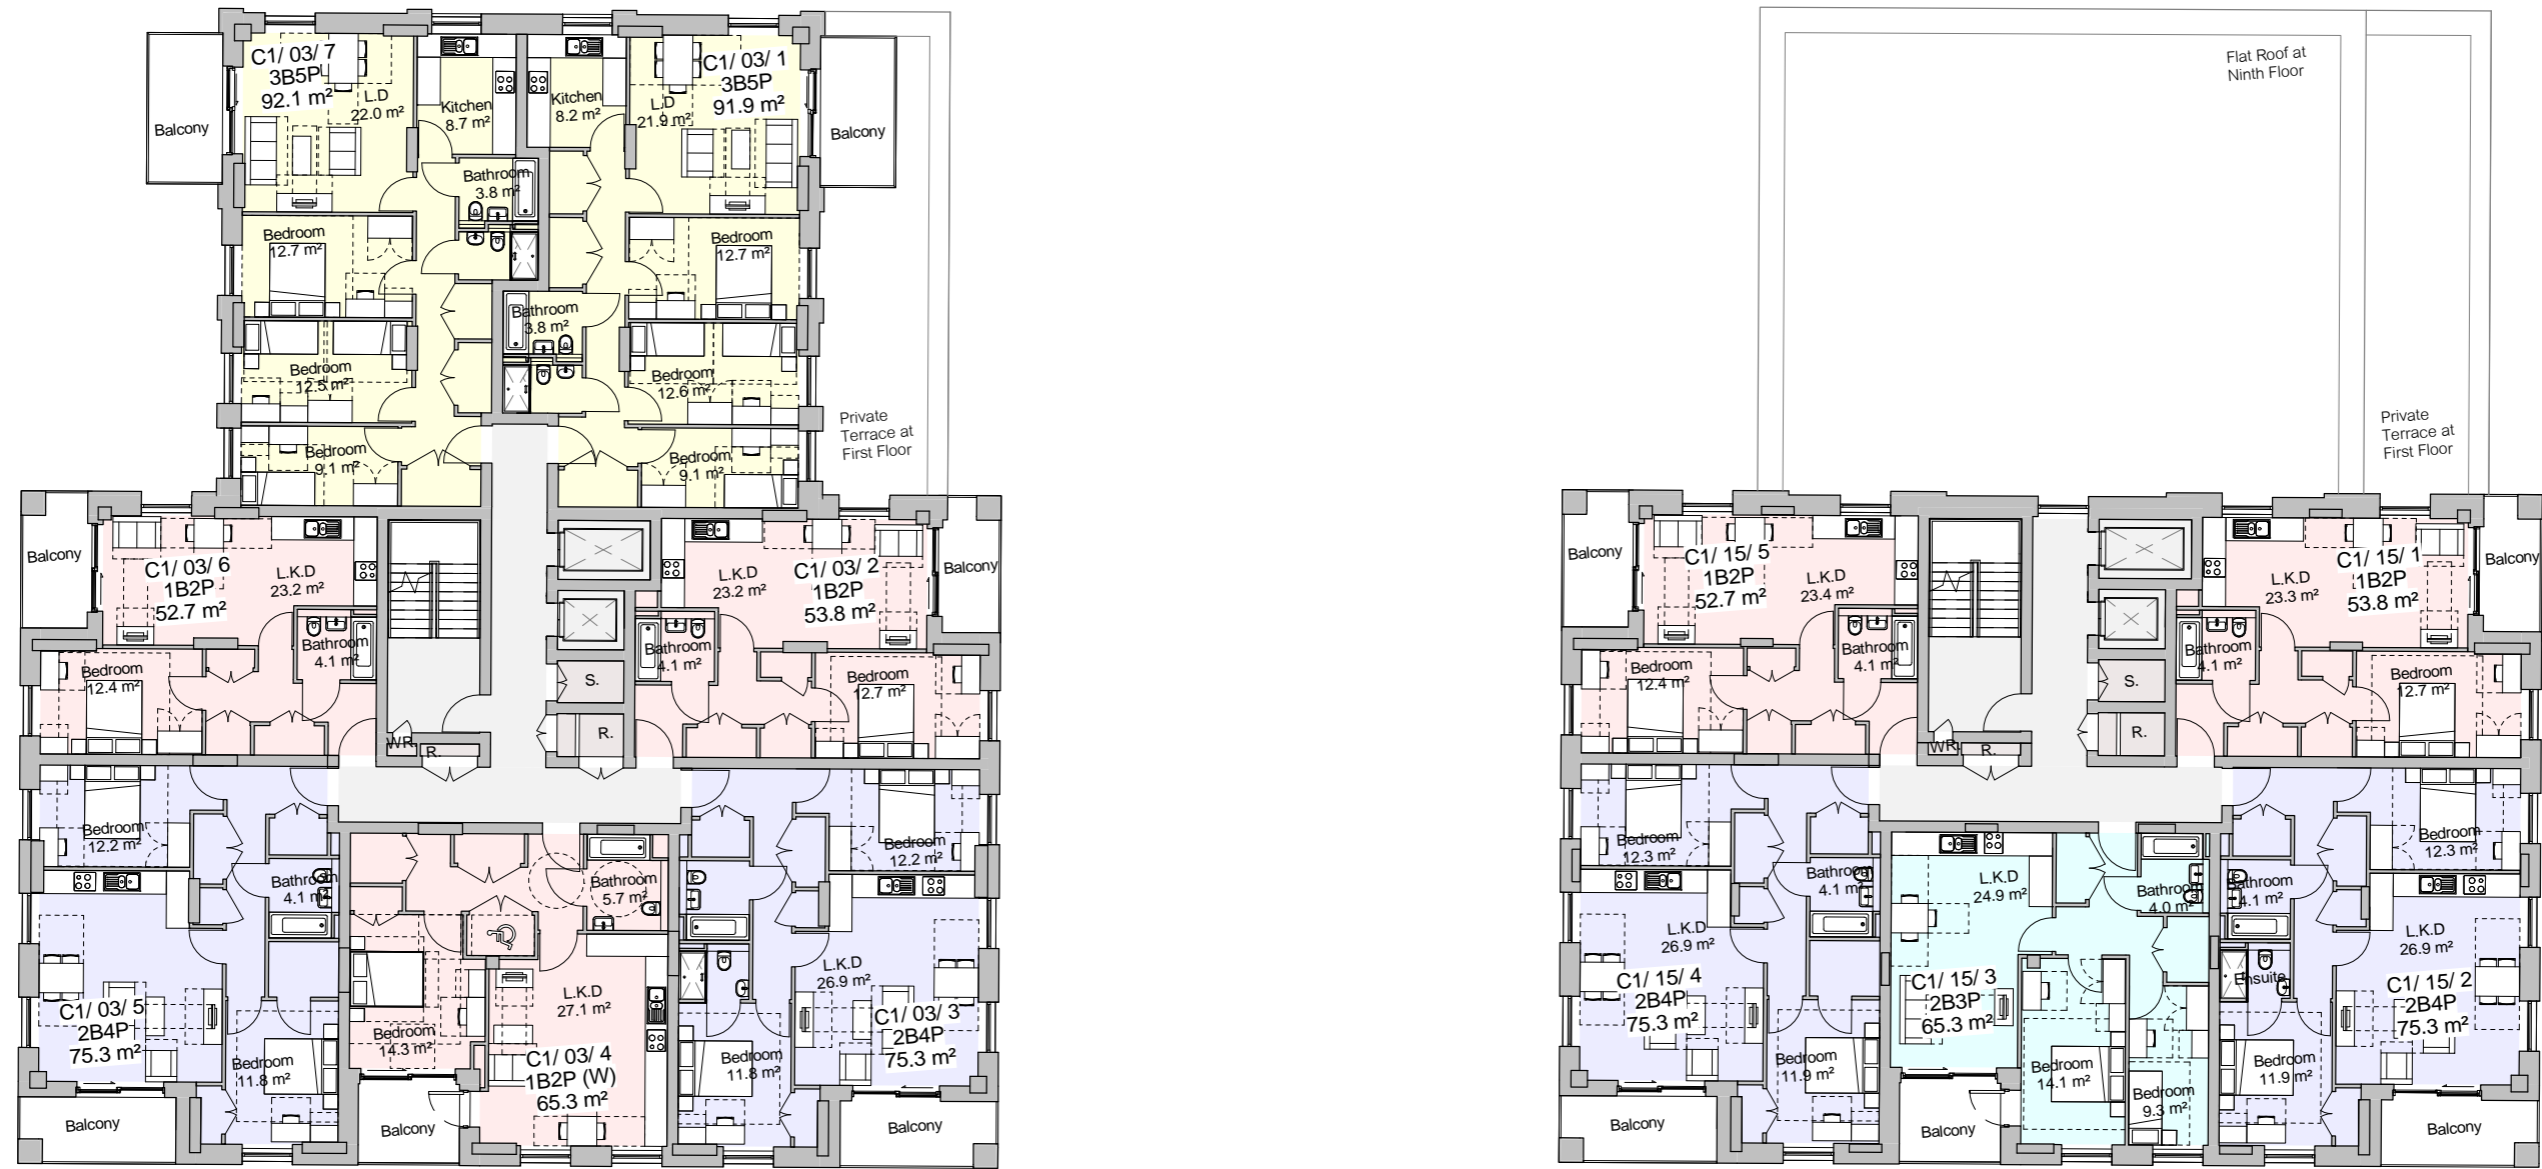 C1/ 03/ 7
3B5P
92.1 m²
L.D
22.0 m²
Kitchen
8.7 m²
Kitchen
8.2 m²
L.D
21.9 m²
C1/ 03/ 1
3B5P
91.9 m²
Balcony
Balcony
Bathroom
3.8 m²
Bedroom
12.7 m²
Bedroom
12.7 m²
Bathroom
3.8 m²
Bedroom
12.5 m²
Bedroom
12.6 m²
Bedroom
9.1 m²
Bedroom
9.1 m²
Private
Terrace at
First Floor
Balcony
C1/ 03/ 6
1B2P
52.7 m²
L.K.D
23.2 m²
L.K.D
23.2 m²
C1/ 03/ 2
1B2P
53.8 m²
Balcony
Bathroom
4.1 m²
Bathroom
4.1 m²
Bedroom
12.4 m²
Bedroom
12.7 m²
S.
R.
WR.
R.
Bedroom
12.2 m²
Bedroom
12.2 m²
Bathroom
4.1 m²
Bathroom
5.7 m²
C1/ 03/ 5
2B4P
75.3 m²
Bedroom
11.8 m²
Bedroom
14.3 m²
L.K.D
27.1 m²
C1/ 03/ 4
1B2P (W)
65.3 m²
L.K.D
26.9 m²
C1/ 03/ 3
2B4P
75.3 m²
Bedroom
11.8 m²
Balcony
Balcony
Balcony
Flat Roof at
Ninth Floor
Private
Terrace at
First Floor
Balcony
C1/ 15/ 5
1B2P
52.7 m²
L.K.D
23.4 m²
L.K.D
23.3 m²
C1/ 15/ 1
1B2P
53.8 m²
Balcony
Bathroom
4.1 m²
Bathroom
4.1 m²
Bedroom
12.4 m²
Bedroom
12.7 m²
S.
R.
WR.
R.
Bedroom
12.3 m²
Bedroom
12.3 m²
Bathroom
4.1 m²
L.K.D
24.9 m²
Bathroom
4.0 m²
Bathroom
4.1 m²
L.K.D
26.9 m²
L.K.D
26.9 m²
C1/ 15/ 4
2B4P
75.3 m²
C1/ 15/ 3
2B3P
65.3 m²
Ensuite
C1/ 15/ 2
2B4P
75.3 m²
Bedroom
11.9 m²
Bedroom
14.1 m²
Bedroom
9.3 m²
Bedroom
11.9 m²
Balcony
Balcony
Balcony